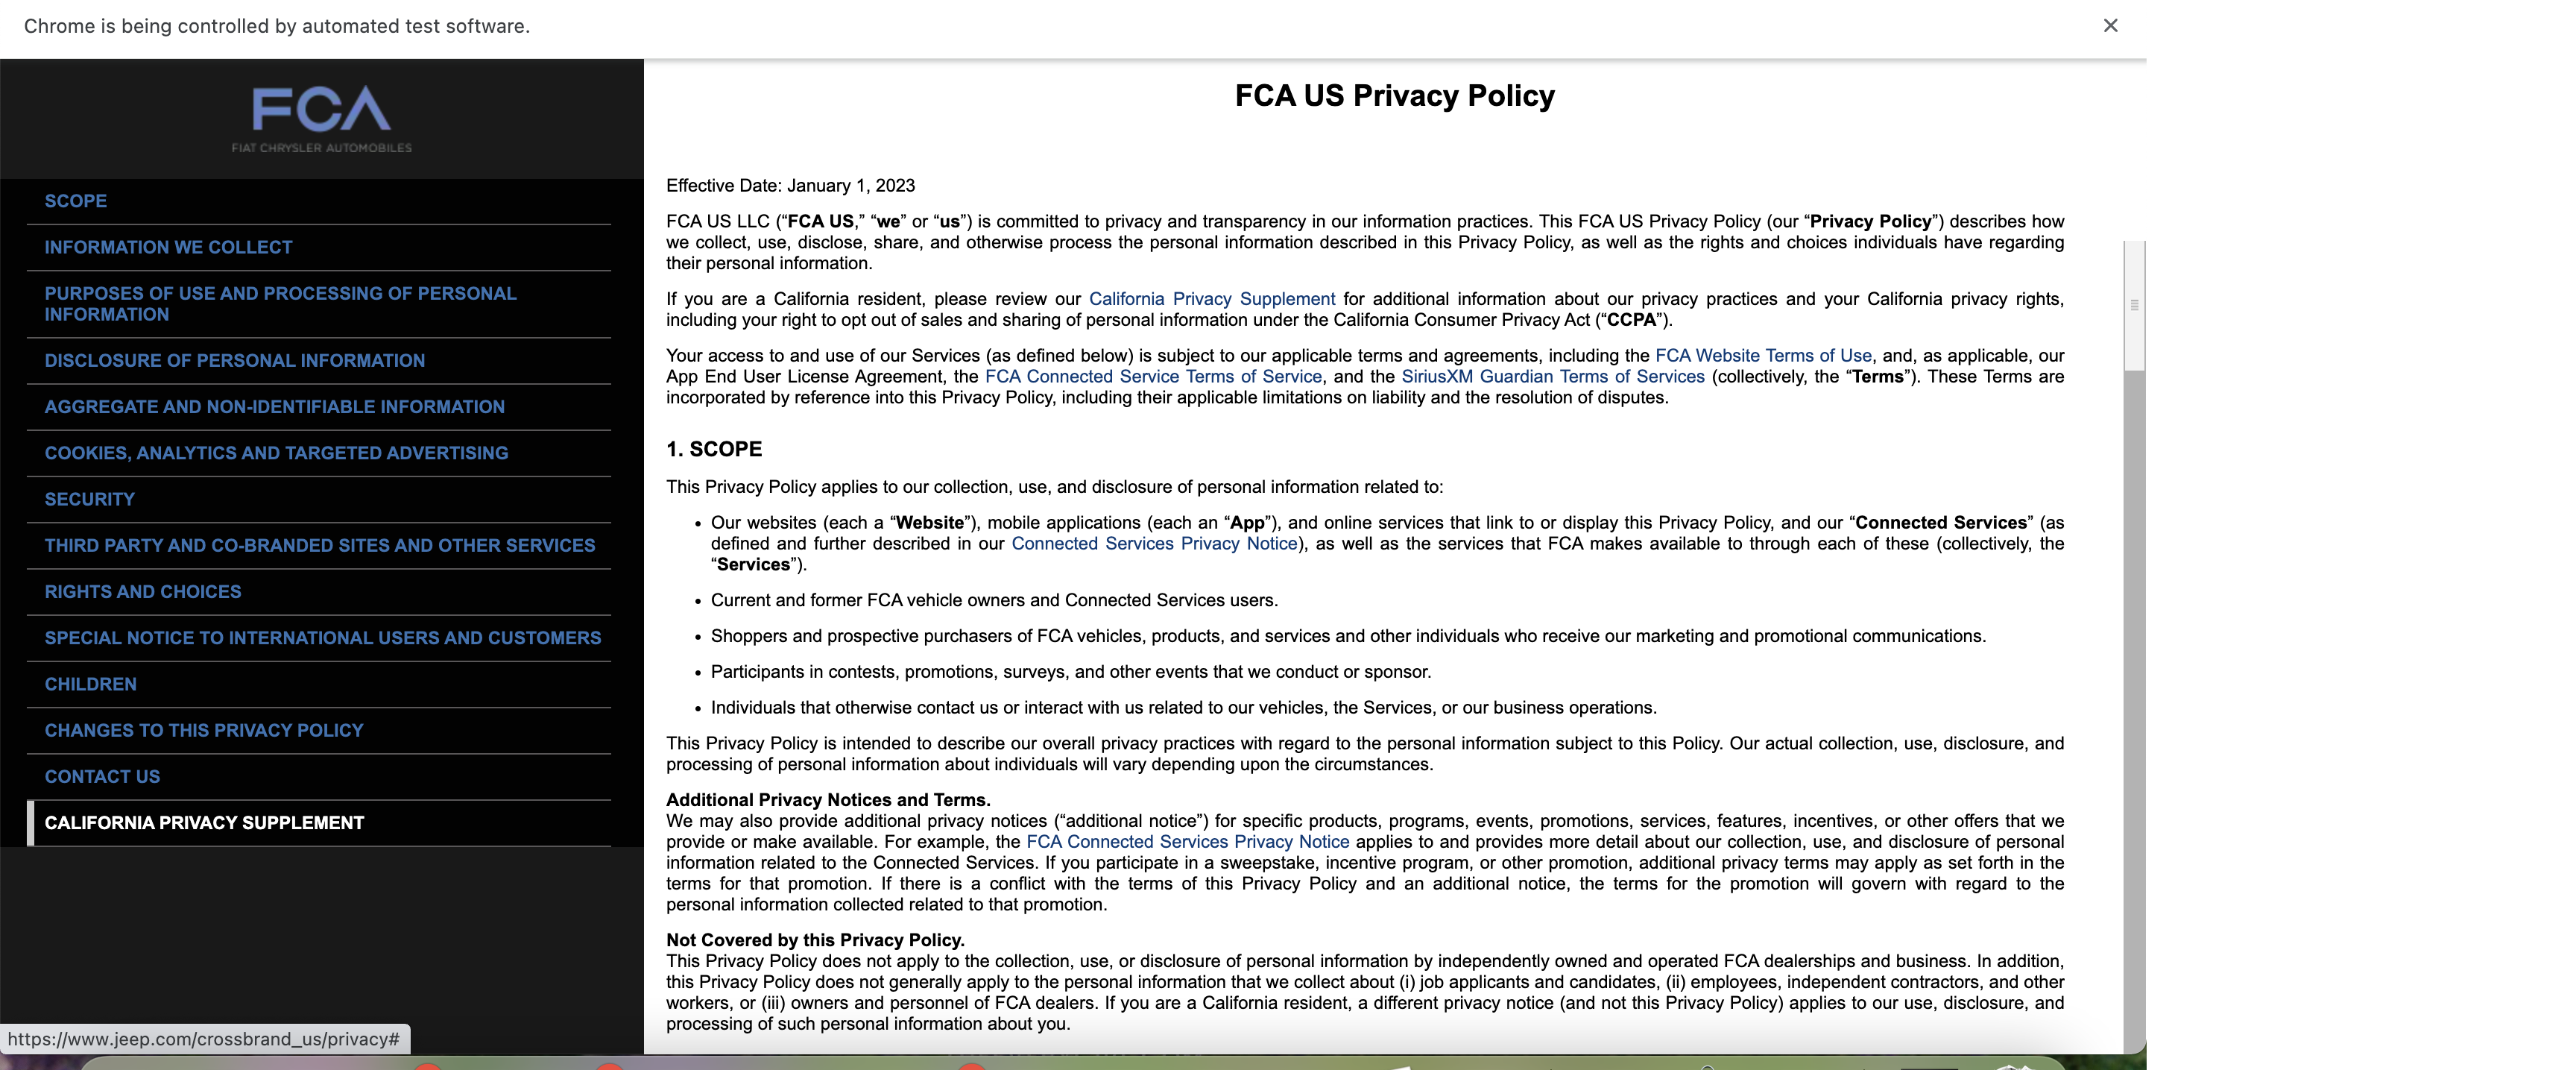 Chrome is being controlled by automated test software.
FCA
FIAT CHRYSLER AUTOMOBILES
SCOPE
INFORMATION WE COLLECT
PURPOSES OF USE AND PROCESSING OF PERSONAL
INFORMATION
DISCLOSURE OF PERSONAL INFORMATION
AGGREGATE AND NON-IDENTIFIABLE INFORMATION
COOKIES, ANALYTICS AND TARGETED ADVERTISING
SECURITY
THIRD PARTY AND CO-BRANDED SITES AND OTHER SERVICES
RIGHTS AND CHOICES
SPECIAL NOTICE TO INTERNATIONAL USERS AND CUSTOMERS
CHILDREN
CHANGES TO THIS PRIVACY POLICY
CONTACT US
CALIFORNIA PRIVACY SUPPLEMENT
https://www.jeep.com/crossbrand_us/privacy#
FCA US Privacy Policy
Effective Date: January 1, 2023
FCA US LLC (“FCA US,” “we” or “us”) is committed to privacy and transparency in our information practices. This FCA US Privacy Policy (our “Privacy Policy”) describes how
we collect, use, disclose, share, and otherwise process the personal information described in this Privacy Policy, as well as the rights and choices individuals have regarding
their personal information.
If you are a California resident, please review our California Privacy Supplement for additional information about our privacy practices and your California privacy rights,
including your right to opt out of sales and sharing of personal information under the California Consumer Privacy Act (“CCPA”).
Your access to and use of our Services (as defined below) is subject to our applicable terms and agreements, including the FCA Website Terms of Use, and, as applicable, our
App End User License Agreement, the FCA Connected Service Terms of Service, and the SiriusXM Guardian Terms of Services (collectively, the “Terms”). These Terms are
incorporated by reference into this Privacy Policy, including their applicable limitations on liability and the resolution of disputes.
1. SCOPE
This Privacy Policy applies to our collection, use, and disclosure of personal information related to:
• Our websites (each a “Website”), mobile applications (each an “App”), and online services that link to or display this Privacy Policy, and our “Connected Services” (as
defined and further described in our Connected Services Privacy Notice), as well as the services that FCA makes available to through each of these (collectively, the
“Services”).
• Current and former FCA vehicle owners and Connected Services users.
• Shoppers and prospective purchasers of FCA vehicles, products, and services and other individuals who receive our marketing and promotional communications.
• Participants in contests, promotions, surveys, and other events that we conduct or sponsor.
• Individuals that otherwise contact us or interact with us related to our vehicles, the Services, or our business operations.
This Privacy Policy is intended to describe our overall privacy practices with regard to the personal information subject to this Policy. Our actual collection, use, disclosure, and
processing of personal information about individuals will vary depending upon the circumstances.
Additional Privacy Notices and Terms.
We may also provide additional privacy notices (“additional notice”) for specific products, programs, events, promotions, services, features, incentives, or other offers that we
provide or make available. For example, the FCA Connected Services Privacy Notice applies to and provides more detail about our collection, use, and disclosure of personal
information related to the Connected Services. If you participate in a sweepstake, incentive program, or other promotion, additional privacy terms may apply as set forth in the
terms for that promotion. If there is a conflict with the terms of this Privacy Policy and an additional notice, the terms for the promotion will govern with regard to the
personal information collected related to that promotion.
Not Covered by this Privacy Policy.
This Privacy Policy does not apply to the collection, use, or disclosure of personal information by independently owned and operated FCA dealerships and business. In addition,
this Privacy Policy does not generally apply to the personal information that we collect about (i) job applicants and candidates, (ii) employees, independent contractors, and other
workers, or (iii) owners and personnel of FCA dealers. If you are a California resident, a different privacy notice (and not this Privacy Policy) applies to our use, disclosure, and
processing of such personal information about you.